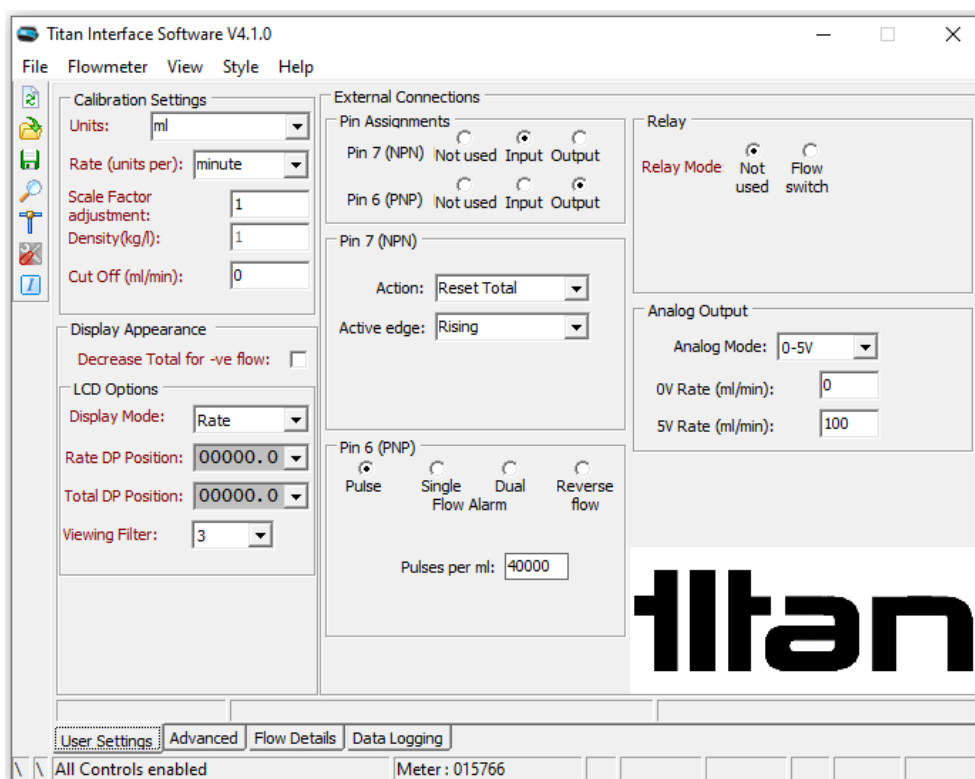 Titan Interface Software V4.1.0
File Flowmeter View Style Help
Calibration Settings
Units: ml
Rate (units per): minute
Scale Factor
adjustment: 1
Density(kg/l): 1
Cut Off (ml/min): 0
Display Appearance
Decrease Total for -ve flow:
LCD Options
Display Mode: Rate
Rate DP Position: 00000.0
Total DP Position: 00000.0
Viewing Filter: 3
External Connections
Pin Assignments
Pin 7 (NPN) Not used Input Output
Pin 6 (PNP) Not used Input Output
Pin 7 (NPN)
Action: Reset Total
Active edge: Rising
Pin 6 (PNP)
Pulse Single Dual Reverse
Flow Alarm flow
Pulses per ml: 40000
Relay
Relay Mode Not Flow
used switch
Analog Output
Analog Mode: 0-5V
0V Rate (ml/min): 0
5V Rate (ml/min): 100
titan
User Settings Advanced Flow Details Data Logging
\ \ All Controls enabled Meter : 015766